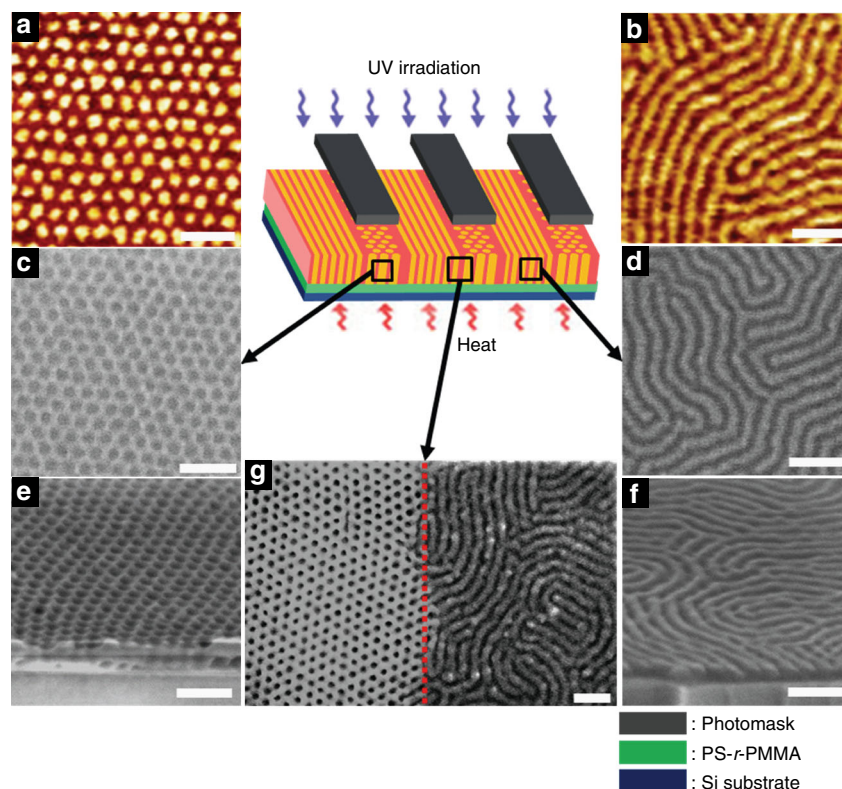 a
b
UV irradiation
c
d
Heat
e
g
f
: Photomask
: PS-r-PMMA
: Si substrate